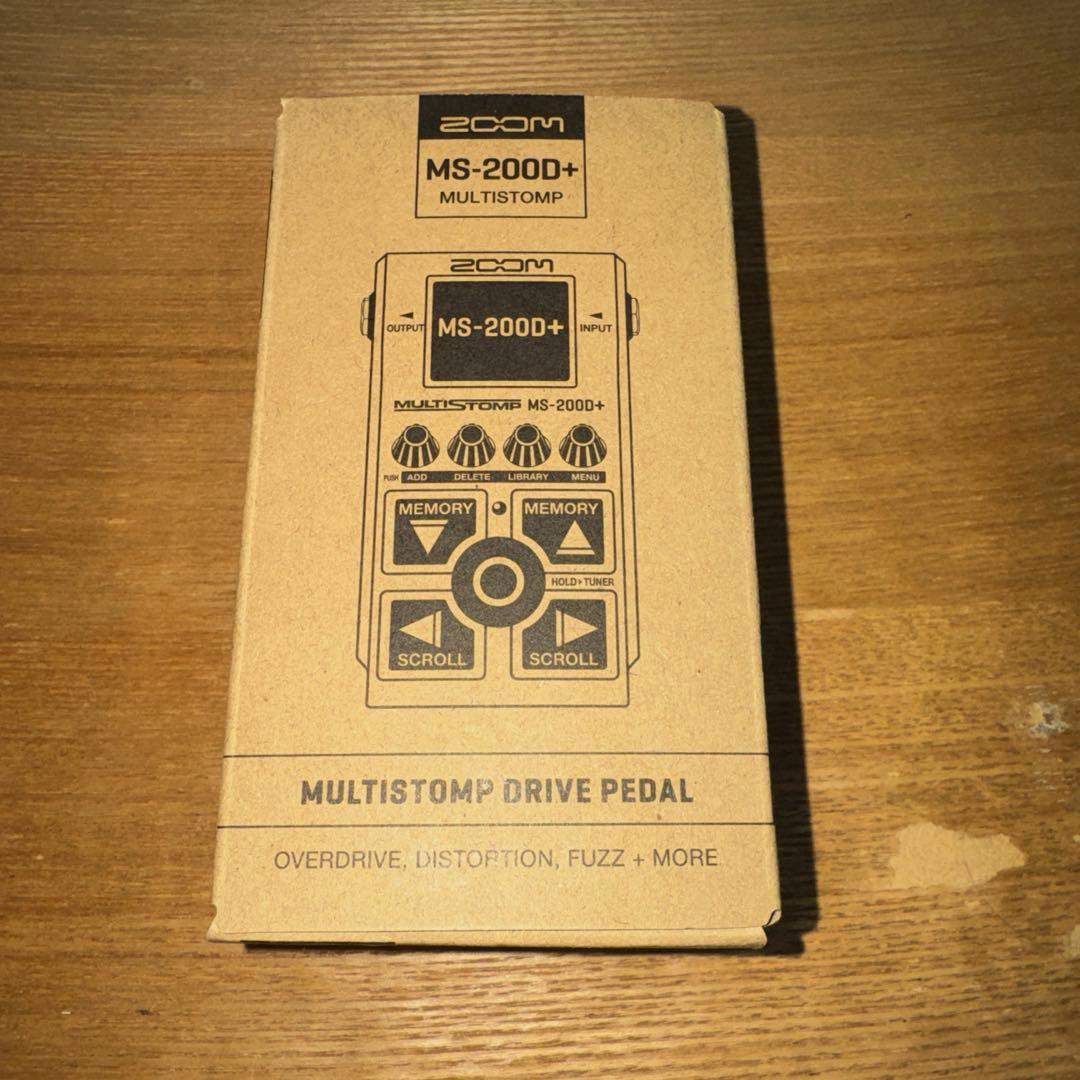 ZOOM
MS-200D+
MULTISTOMP
ZOOM
OUTPUT
MS-200D+
INPUT
MULTISTOMP MS-200D+
PUSH ADD DELETE LIBRARY MENU
MEMORY
MEMORY
HOLD▸TUNER
SCROLL
SCROLL
MULTISTOMP DRIVE PEDAL
OVERDRIVE, DISTORTION, FUZZ + MORE